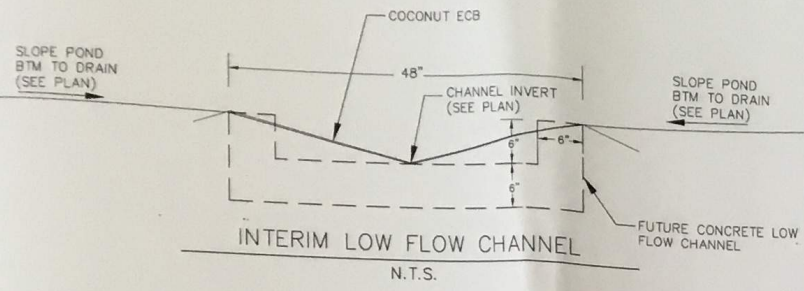 COCONUT ECB
SLOPE POND
BTM TO DRAIN
(SEE PLAN)
48"
CHANNEL INVERT
(SEE PLAN)
SLOPE POND
BTM TO DRAIN
(SEE PLAN)
6"
6"
6"
FUTURE CONCRETE LOW
FLOW CHANNEL
INTERIM LOW FLOW CHANNEL
N.T.S.